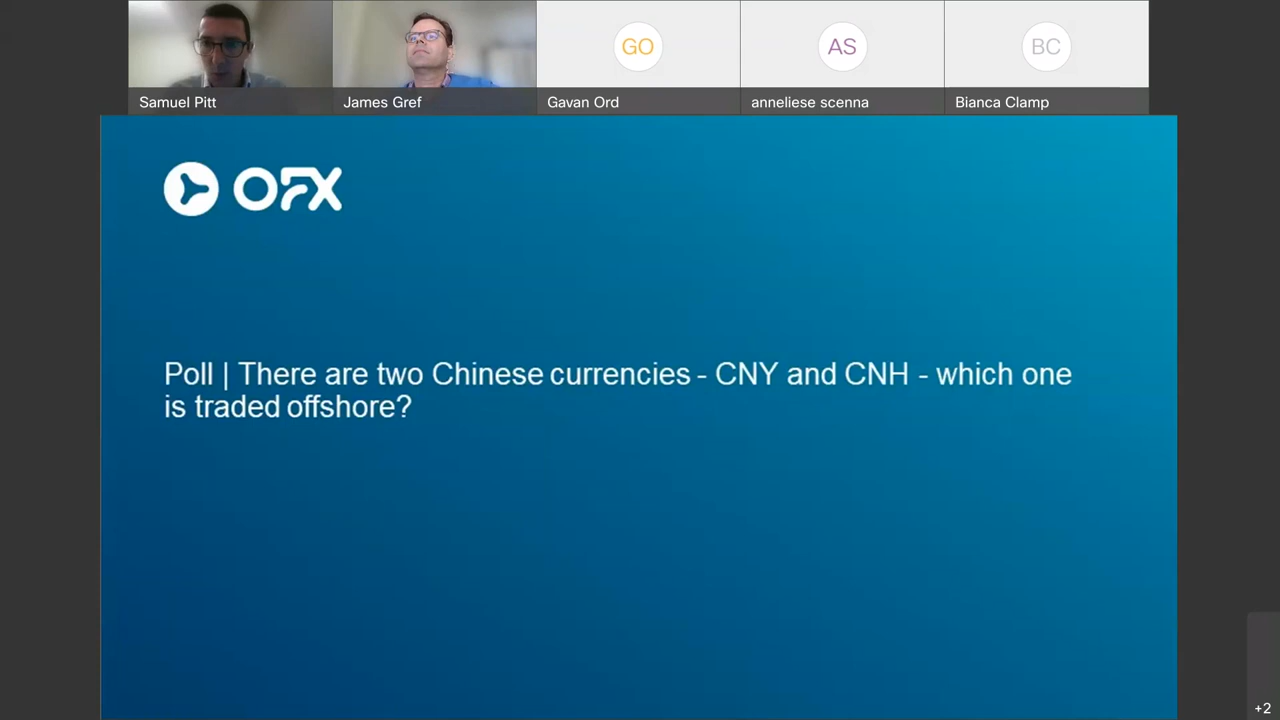 GO
AS
BC
Samuel Pitt
James Gref
Gavan Ord
anneliese scenna
Bianca Clamp
OFX
Poll | There are two Chinese currencies - CNY and CNH - which one
is traded offshore?
+2